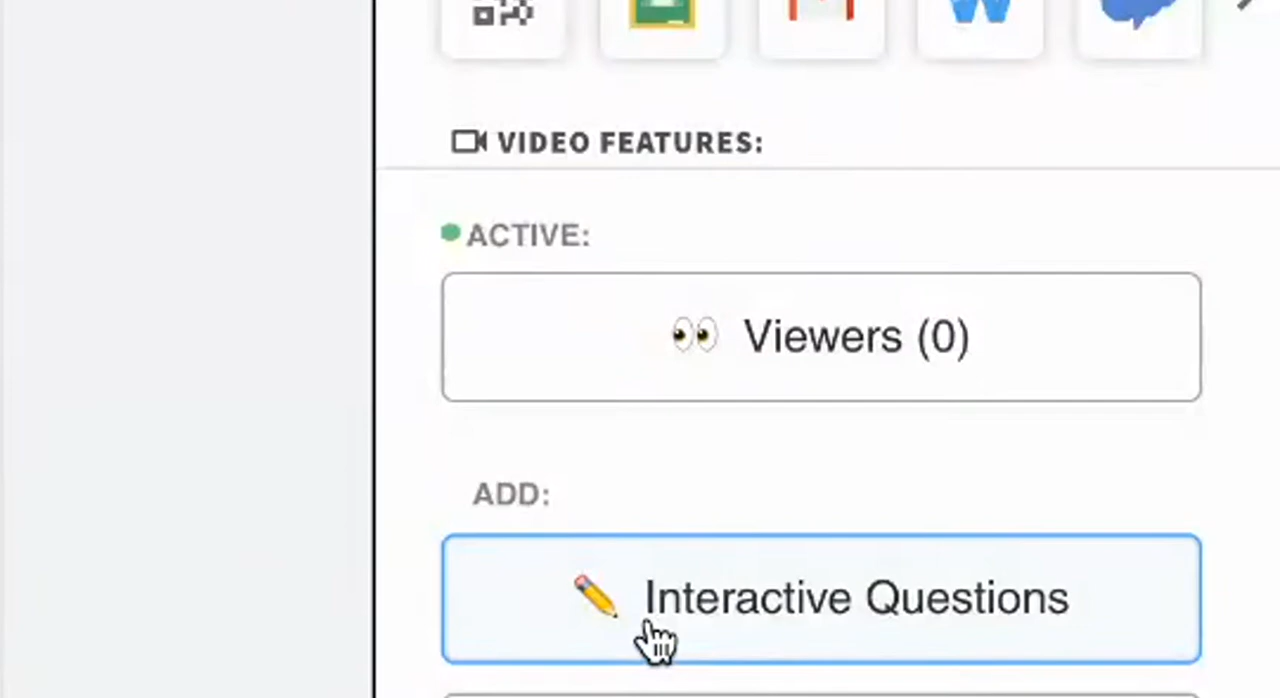 VIDEO FEATURES:
ACTIVE:
Viewers (0)
ADD:
Interactive Questions